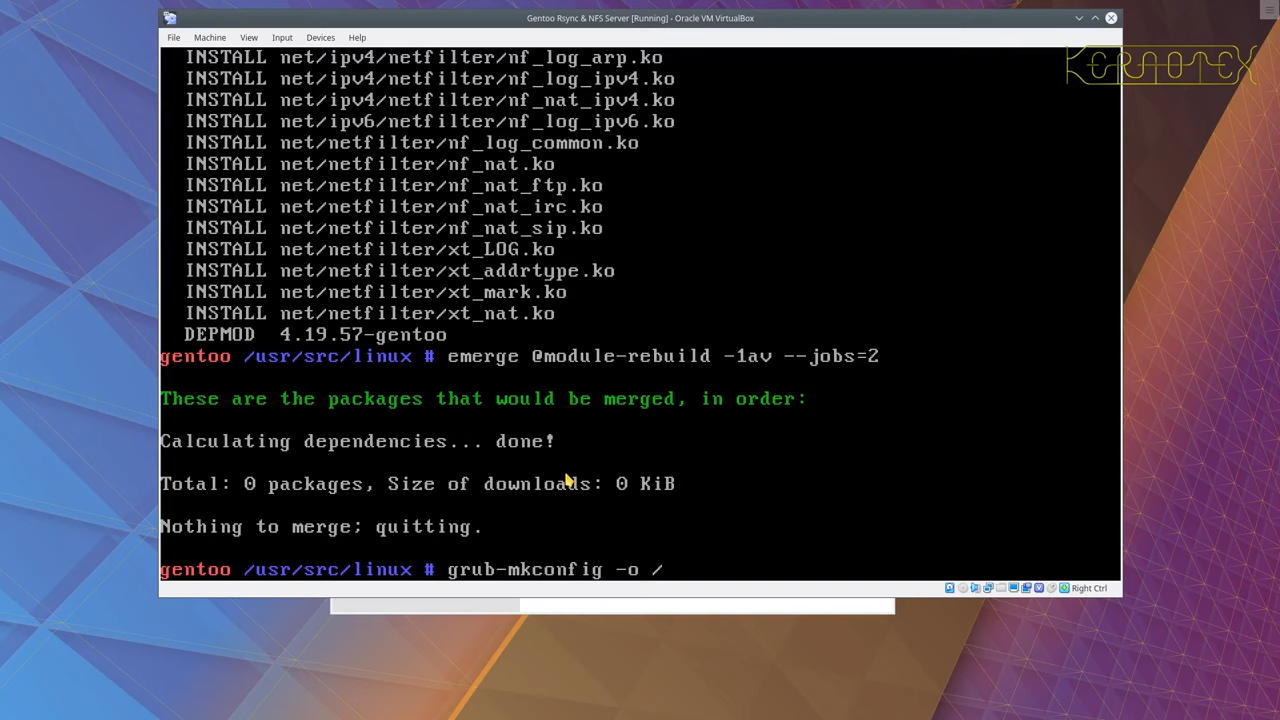 Gentoo Rsync & NFS Server [Running] - Oracle VM VirtualBox
File Machine View Input Devices Help
KERAOTEX
INSTALL net/ipv4/netfilter/nf_log_arp.ko
INSTALL net/ipv4/netfilter/nf_log_ipv4.ko
INSTALL net/ipv4/netfilter/nf_nat_ipv4.ko
INSTALL net/ipv6/netfilter/nf_log_ipv6.ko
INSTALL net/netfilter/nf_log_common.ko
INSTALL net/netfilter/nf_nat.ko
INSTALL net/netfilter/nf_nat_ftp.ko
INSTALL net/netfilter/nf_nat_irc.ko
INSTALL net/netfilter/nf_nat_sip.ko
INSTALL net/netfilter/xt_LOG.ko
INSTALL net/netfilter/xt_addrtype.ko
INSTALL net/netfilter/xt_mark.ko
INSTALL net/netfilter/xt_nat.ko
DEPMOD 4.19.57-gentoo
gentoo /usr/src/linux # emerge @module-rebuild -1av --jobs=2
These are the packages that would be merged, in order:
Calculating dependencies... done!
Total: 0 packages, Size of downloads: 0 KiB
Nothing to merge; quitting.
gentoo /usr/src/linux # grub-mkconfig -o /
Right Ctrl